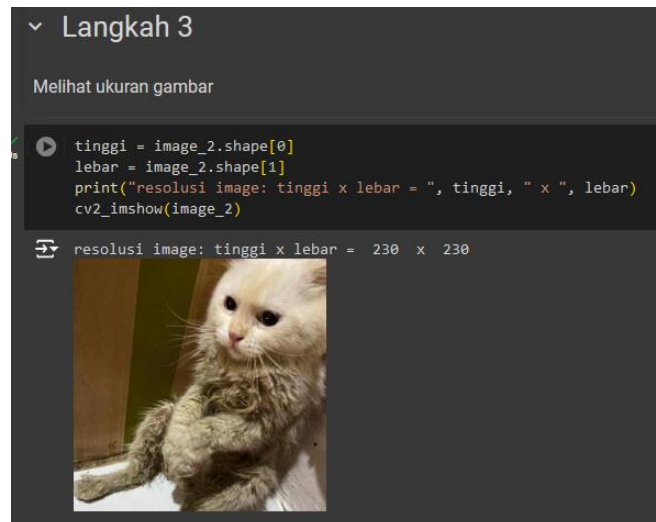 Langkah 3
Melihat ukuran gambar
tinggi = image_2.shape[0]
lebar = image_2.shape[1]
print("resolusi image: tinggi x lebar = ", tinggi, " x ", lebar)
cv2_imshow(image_2)
resolusi image: tinggi x lebar =  230  x  230